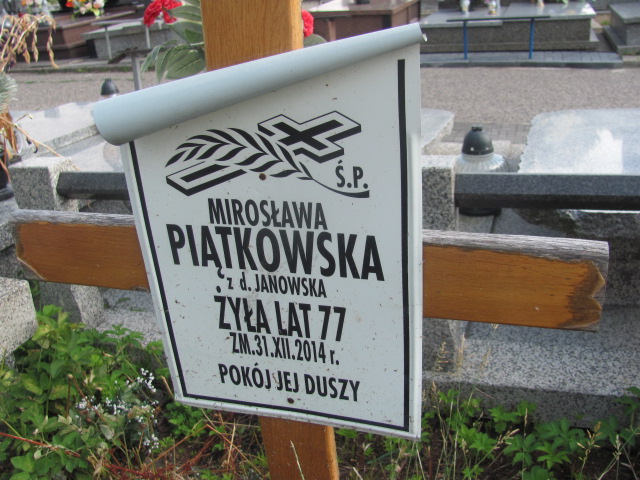 Ś.P.
MIROSŁAWA
PIĄTKOWSKA
z d. JANOWSKA
ŻYŁA LAT 77
ZM.31.XII.2014 r.
POKÓJ JEJ DUSZY